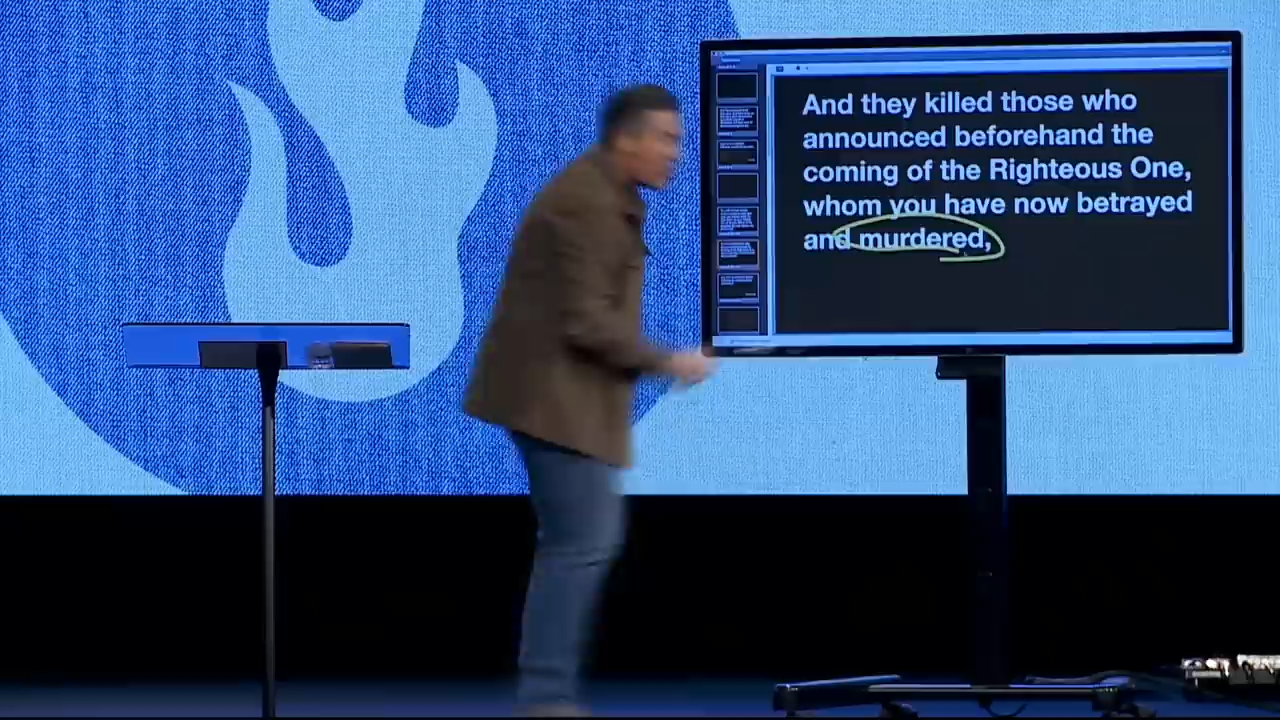 And they killed those who
announced beforehand the
coming of the Righteous One,
whom you have now betrayed
and murdered,